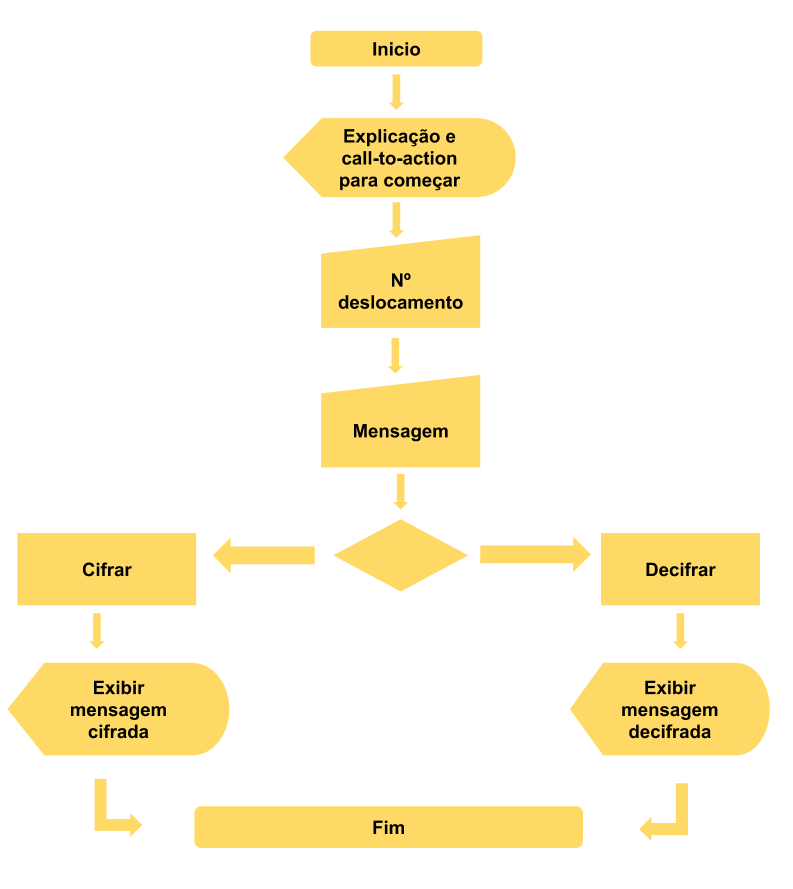 Inicio
Explicação e
call-to-action
para começar
Nº
deslocamento
Mensagem
Cifrar
Decifrar
Exibir
mensagem
cifrada
Exibir
mensagem
decifrada
Fim